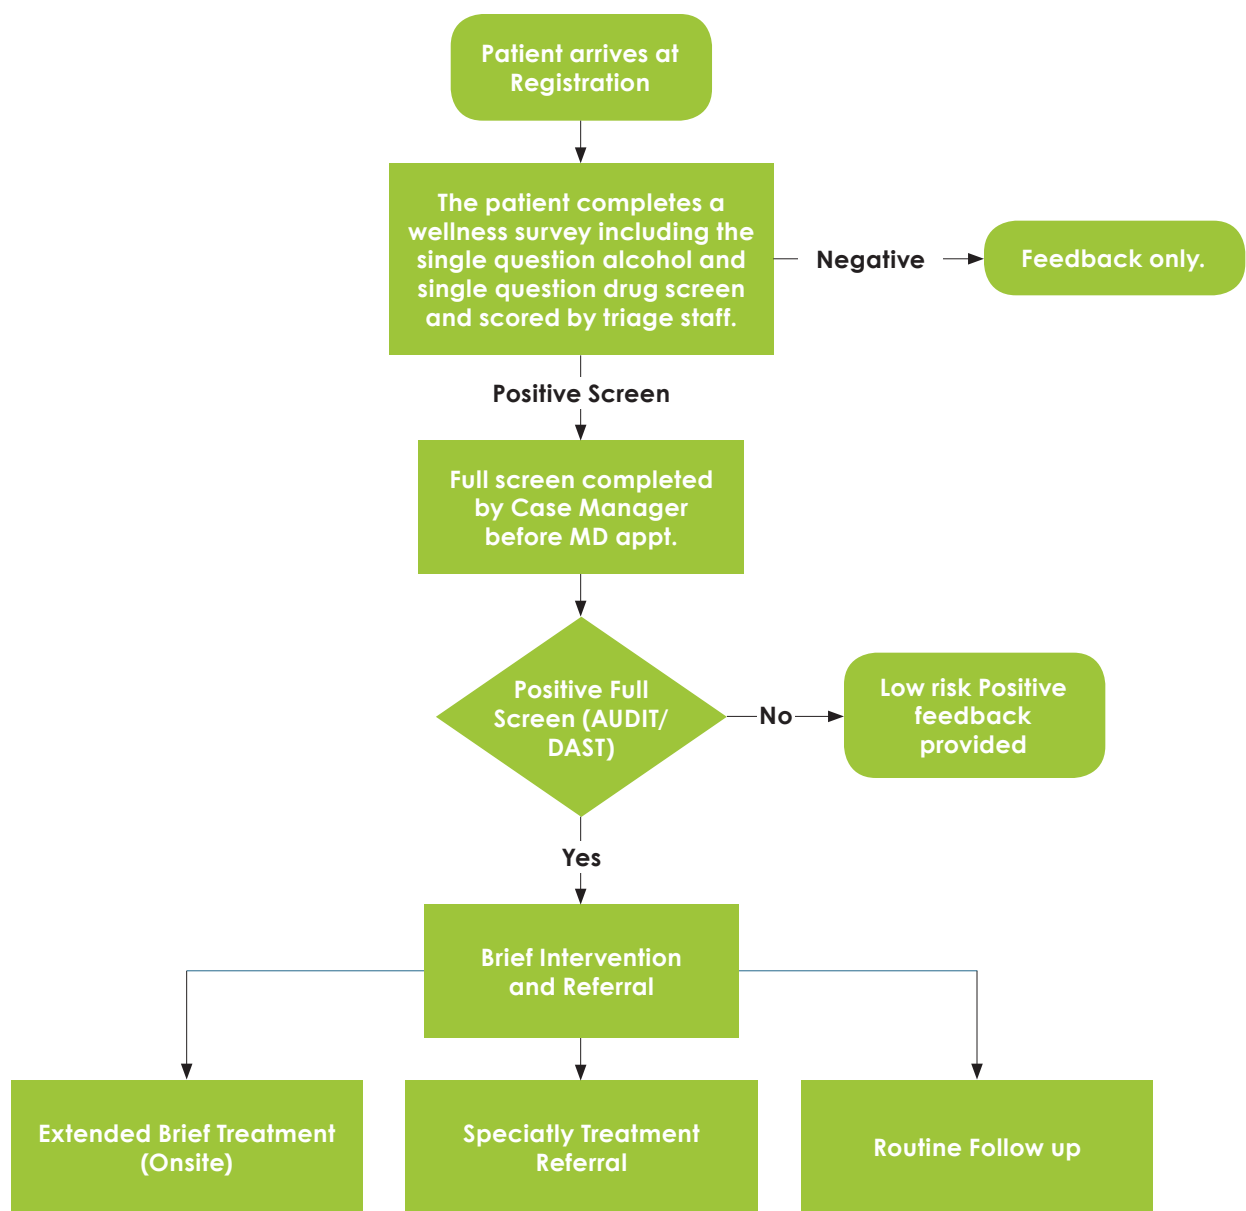 Patient arrives at
Registration
The patient completes a
wellness survey including the
single question alcohol and
single question drug screen
and scored by triage staff.
Negative
Feedback only.
Positive Screen
Full screen completed
by Case Manager
before MD appt.
Positive Full
Screen (AUDIT/
DAST)
No
Low risk Positive
feedback
provided
Yes
Brief Intervention
and Referral
Extended Brief Treatment
(Onsite)
Speciatly Treatment
Referral
Routine Follow up